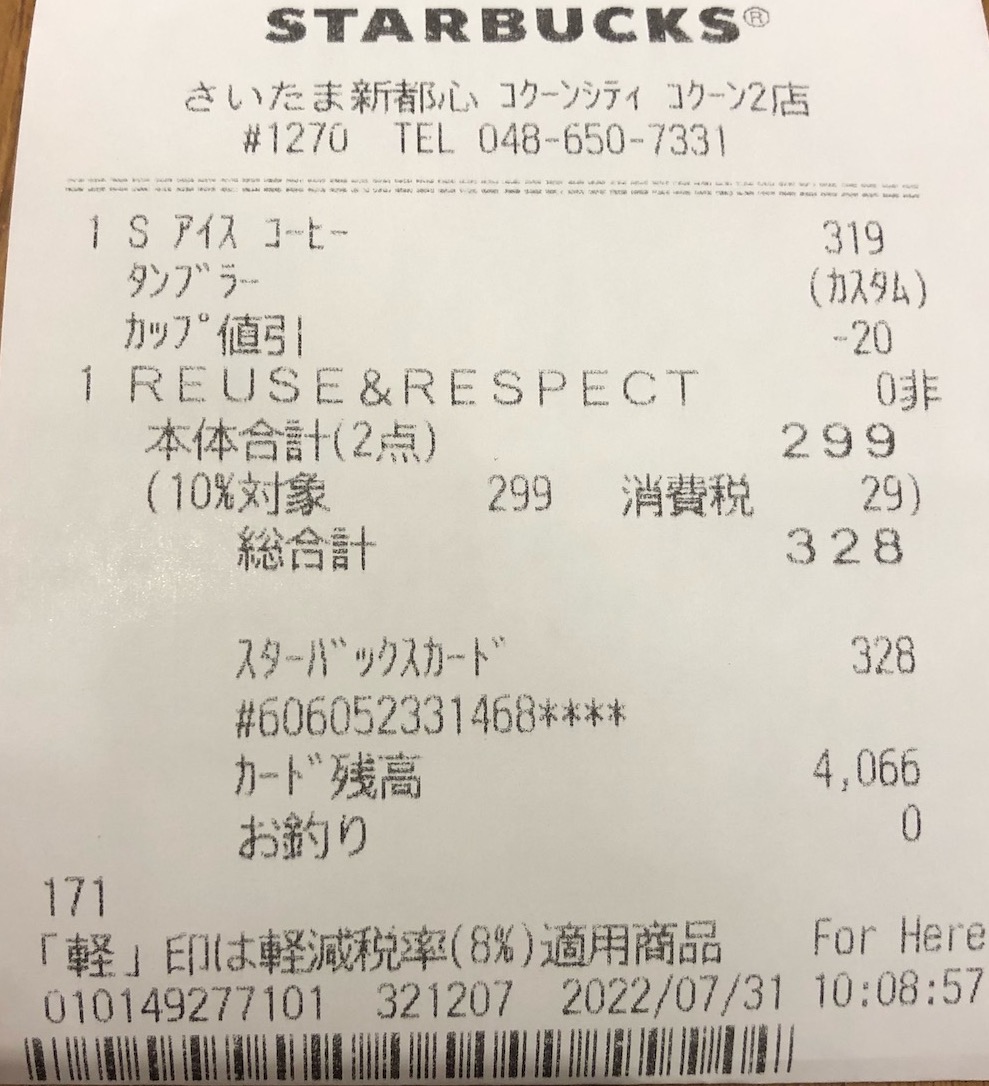 STARBUCKS®
さいたま新都心 コクーンシティ コクーン2店
#1270 TEL 048-650-7331
1 S アイス コーヒー 319
タンブラー (カスタム)
カップ値引 -20
1 REUSE&RESPECT 0非
本体合計(2点) 299
(10%対象 299 消費税 29)
総合計 328
スターバックスカード 328
#606052331468****
カード残高 4,066
お釣り 0
171
「軽」印は軽減税率(8%)適用商品 For Here
010149277101 321207 2022/07/31 10:08:57